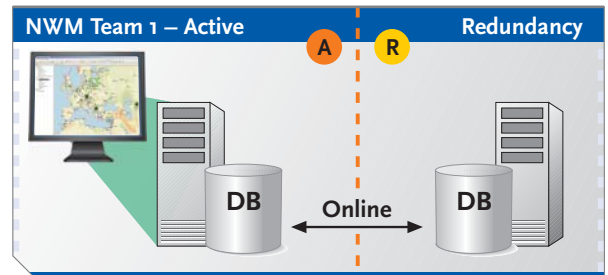 NWM Team 1 – Active
Redundancy
A
R
DB
Online
DB